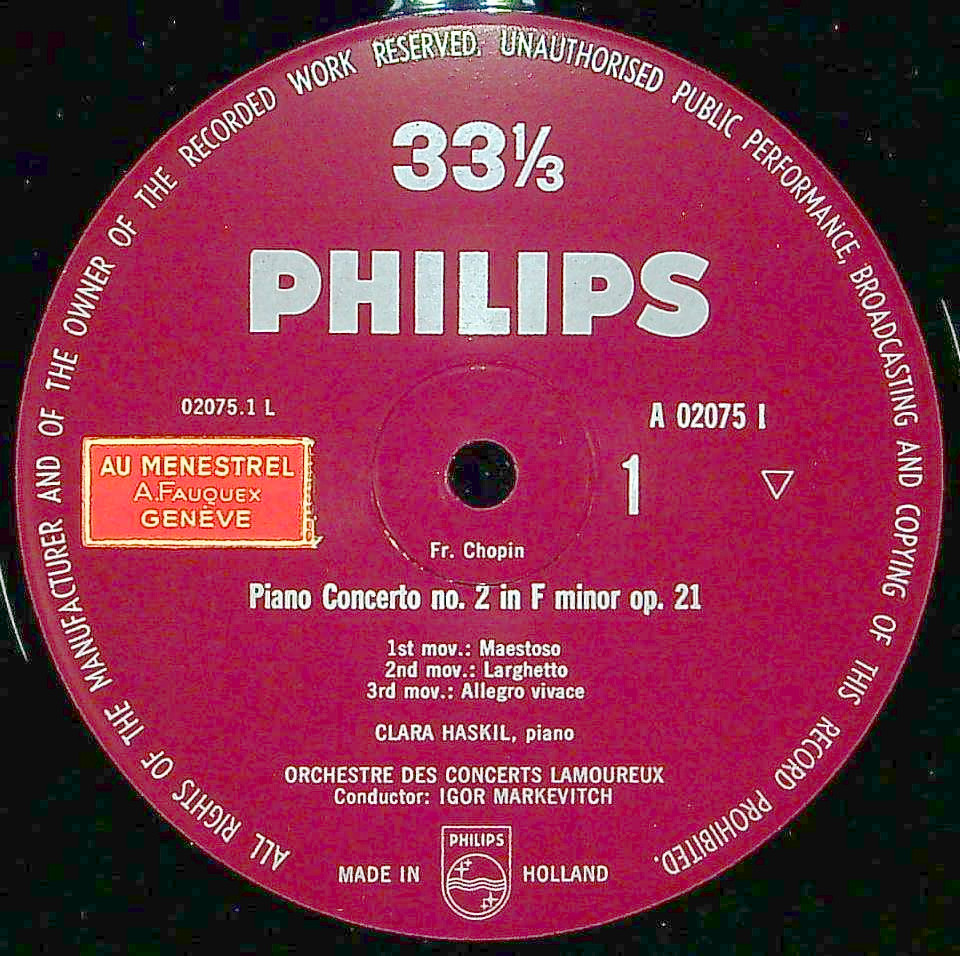 ALL RIGHTS OF THE MANUFACTURER AND OF THE OWNER OF THE RECORDED WORK RESERVED. UNAUTHORISED PUBLIC PERFORMANCE, BROADCASTING AND COPYING OF THIS RECORD PROHIBITED.
33⅓
PHILIPS
02075.1 L
A 02075 L
AU MENESTREL
A.FAUQUEX
GENÈVE
1
Fr. Chopin
Piano Concerto no. 2 in F minor op. 21
1st mov.: Maestoso
2nd mov.: Larghetto
3rd mov.: Allegro vivace
CLARA HASKIL, piano
ORCHESTRE DES CONCERTS LAMOUREUX
Conductor: IGOR MARKEVITCH
PHILIPS
MADE IN HOLLAND